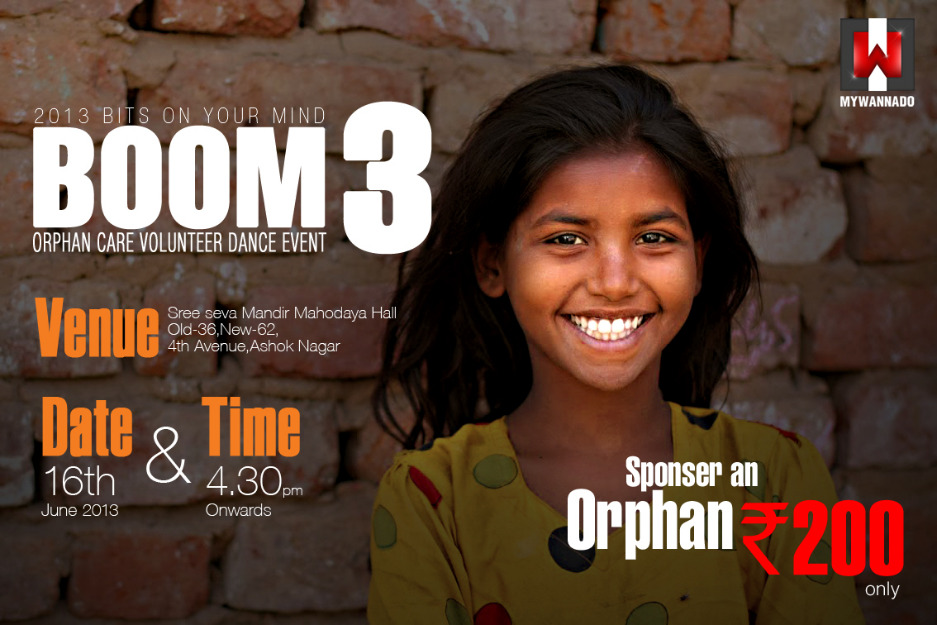 2013 BITS ON YOUR MIND
BOOM 3
ORPHAN CARE VOLUNTEER DANCE EVENT
MYWANNADO
Venue
Sree seva Mandir Mahodaya Hall
Old-36,New-62,
4th Avenue,Ashok Nagar
Date & Time
16th 4.30pm
June 2013 Onwards
Sponser an
Orphan ₹200
only